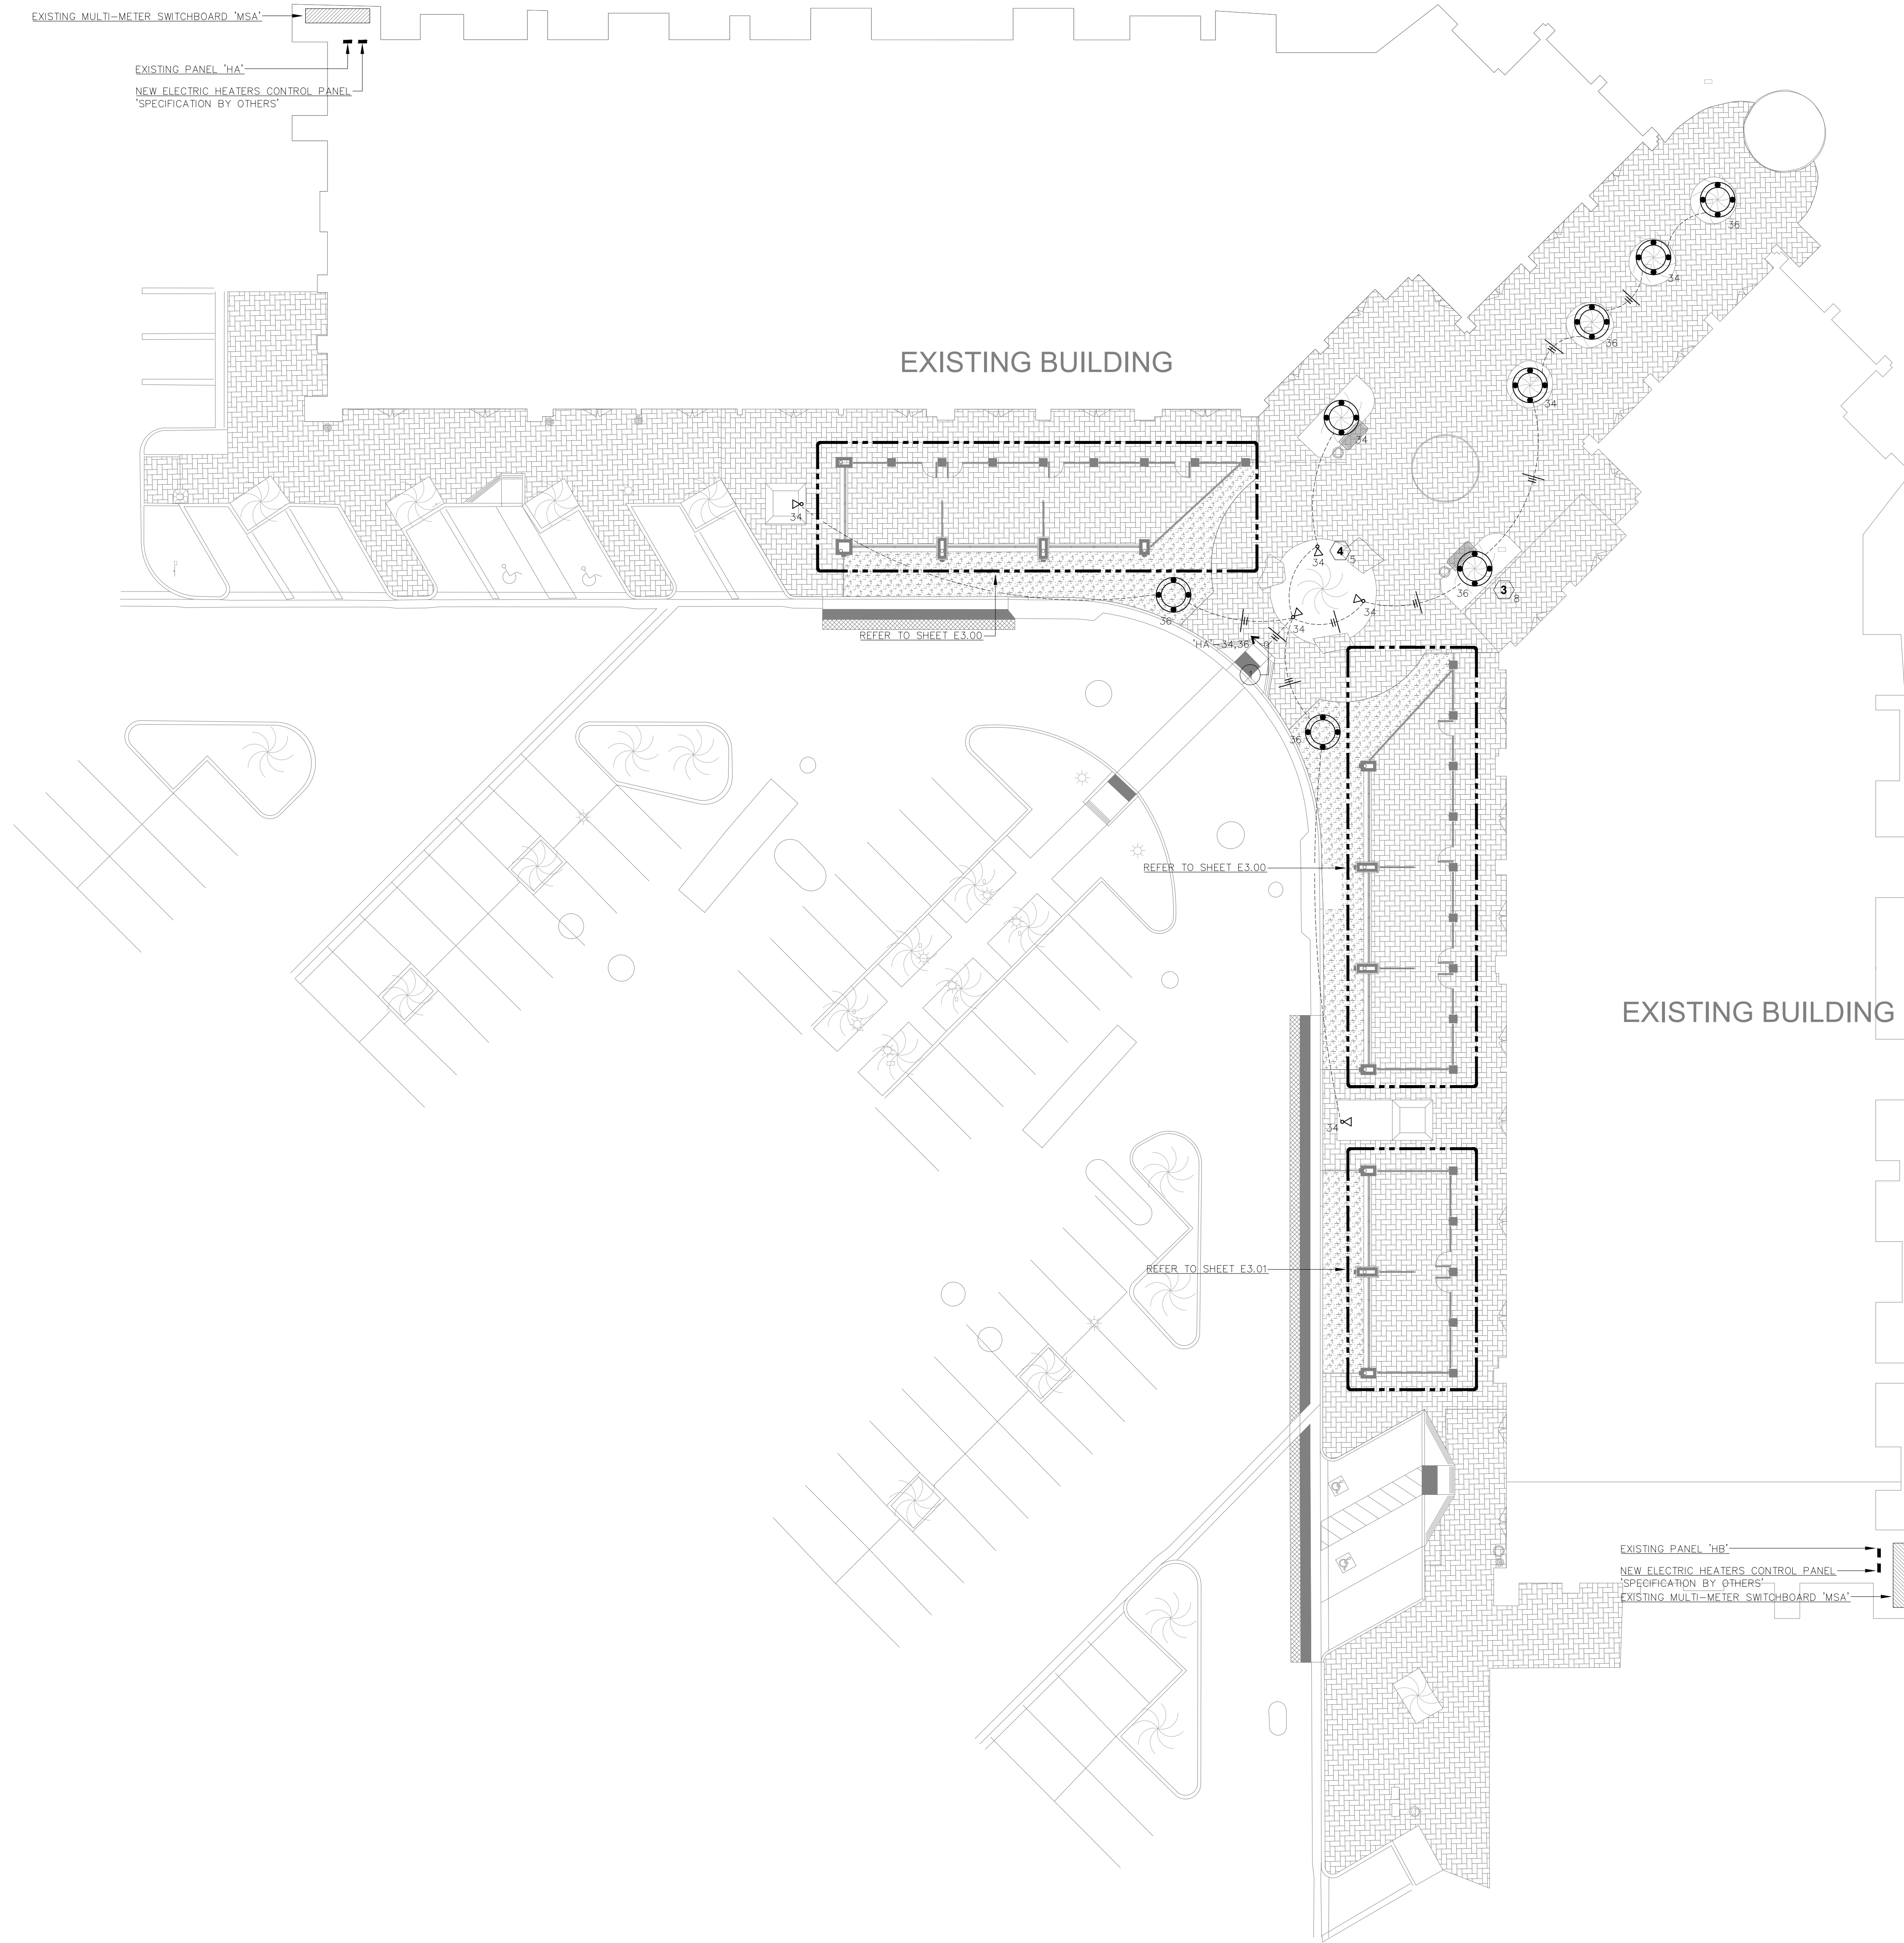 EXISTING MULTI-METER SWITCHBOARD 'MSA'
EXISTING PANEL 'HA'
NEW ELECTRIC HEATERS CONTROL PANEL
'SPECIFICATION BY OTHERS'
36
34
36
34
EXISTING BUILDING
34
34
34
4
5
3
8
36
34
36
34
REFER TO SHEET E3.00
'HA'-34,36
36
REFER TO SHEET E3.00
EXISTING BUILDING
34
REFER TO SHEET E3.01
EXISTING PANEL 'HB'
NEW ELECTRIC HEATERS CONTROL PANEL
'SPECIFICATION BY OTHERS'
EXISTING MULTI-METER SWITCHBOARD 'MSA'